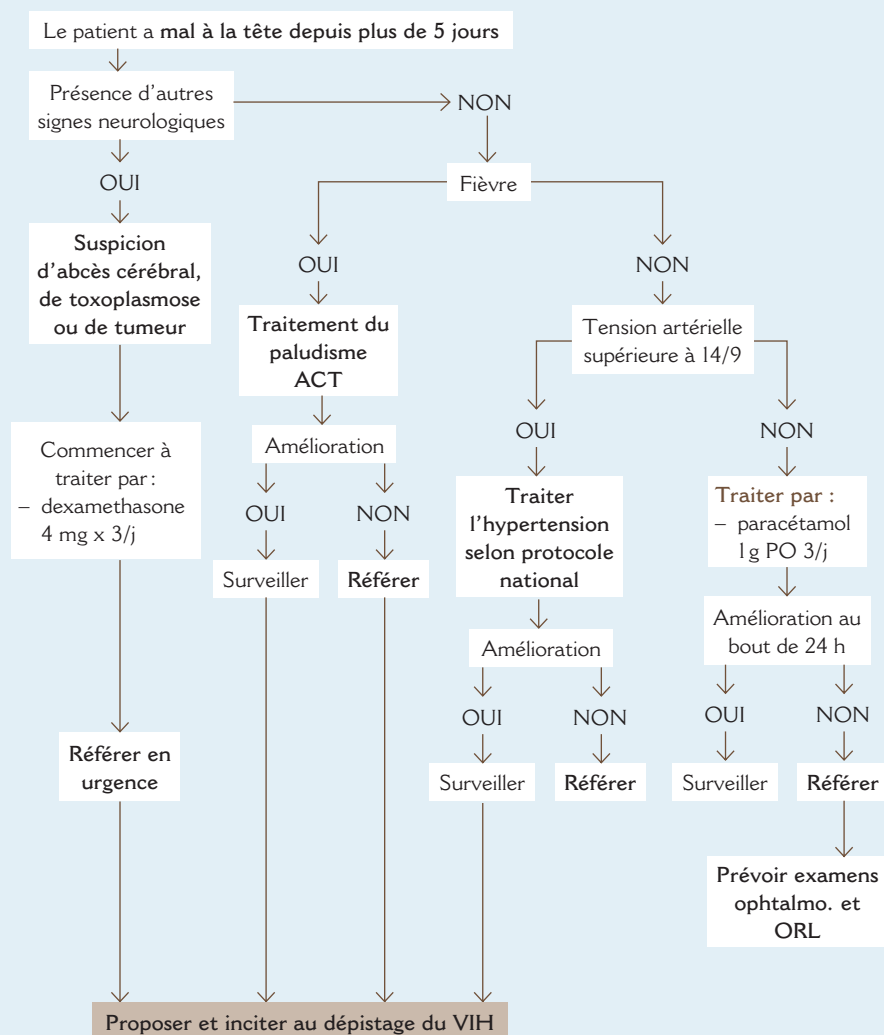 Le patient a mal à la tête depuis plus de 5 jours
Présence d'autres
signes neurologiques
NON
OUI
Fièvre
Suspicion
d'abcès cérébral,
de toxoplasmose
ou de tumeur
OUI
NON
Traitement du
paludisme
ACT
Tension artérielle
supérieure à 14/9
Commencer à
traiter par :
– dexamethasone
4 mg x 3/j
Amélioration
OUI
NON
OUI
NON
Surveiller
Référer
Traiter
l'hypertension
selon protocole
national
Traiter par :
– paracétamol
1g PO 3/j
Amélioration
Amélioration au
bout de 24 h
OUI
NON
OUI
NON
Référer en
urgence
Surveiller
Référer
Surveiller
Référer
Prévoir examens
ophtalmo. et
ORL
Proposer et inciter au dépistage du VIH